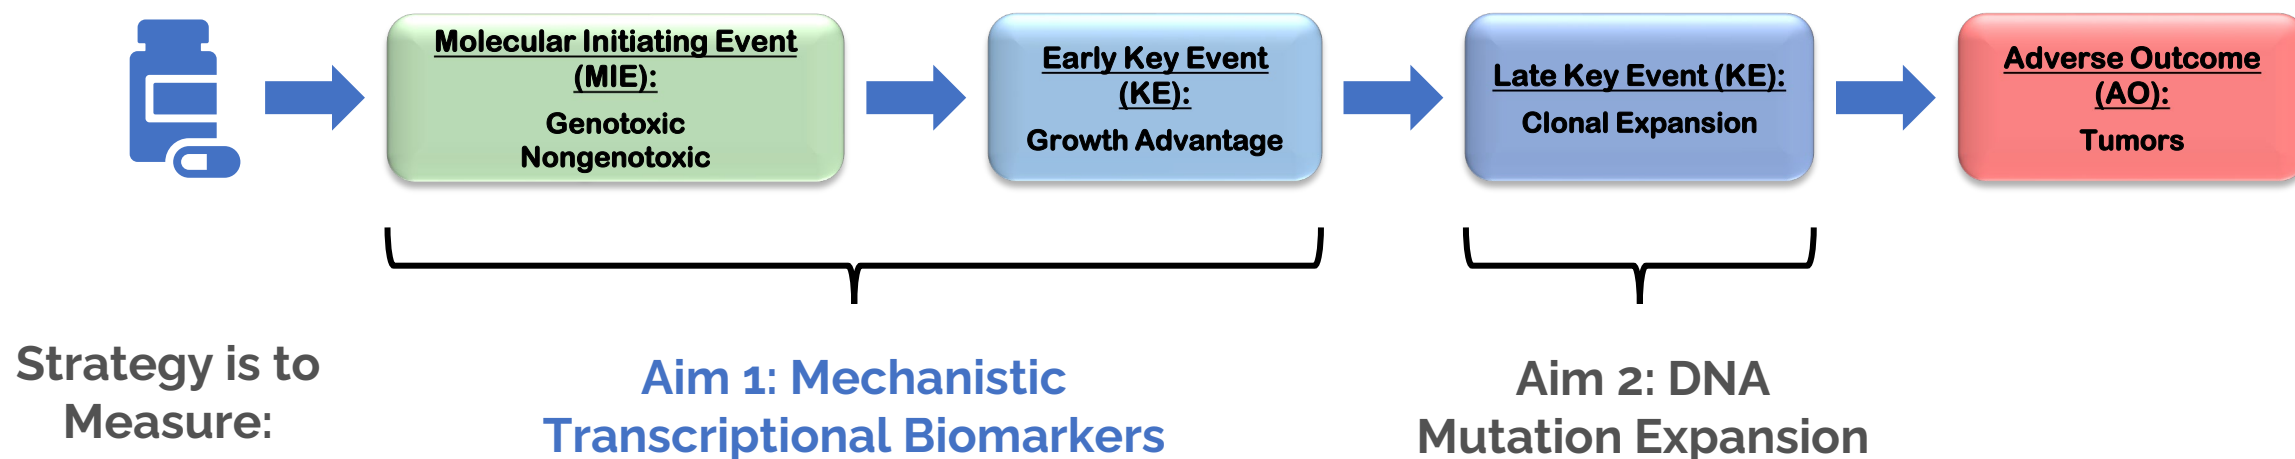 Molecular Initiating Event
(MIE):
Genotoxic
Nongenotoxic
Early Key Event
(KE):
Growth Advantage
Late Key Event (KE):
Clonal Expansion
Adverse Outcome
(AO):
Tumors
Strategy is to
Measure:
Aim 1: Mechanistic
Transcriptional Biomarkers
Aim 2: DNA
Mutation Expansion